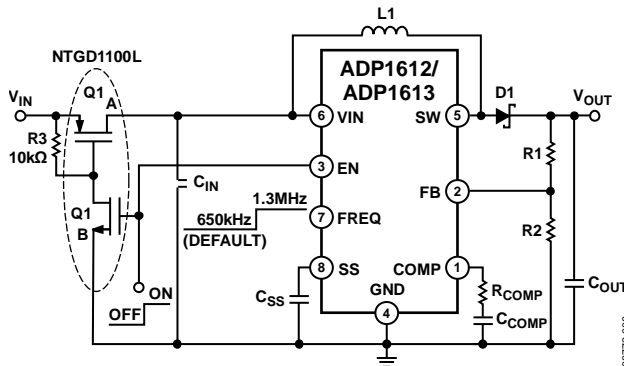 L1
NTGD1100L
ADP1612/
ADP1613
VIN
Q1
A
D1
VOUT
6
VIN
SW
5
R3
10kΩ
R1
3
EN
CIN
Q1
B
1.3MHz
FB
2
650kHz
(DEFAULT)
7
FREQ
R2
ON
OFF
8
SS
COMP
1
CSS
GND
4
RCOMP
CCOMP
COUT